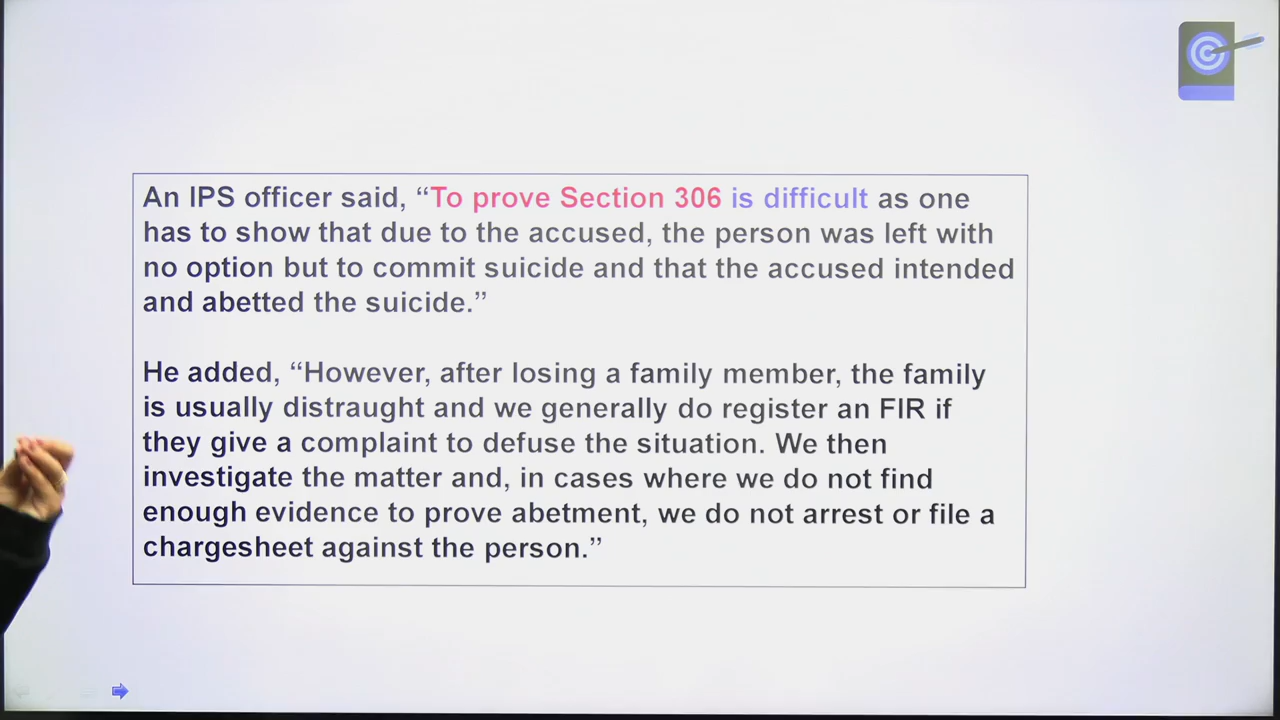 An IPS officer said, “To prove Section 306 is difficult as one
has to show that due to the accused, the person was left with
no option but to commit suicide and that the accused intended
and abetted the suicide.”
He added, “However, after losing a family member, the family
is usually distraught and we generally do register an FIR if
they give a complaint to defuse the situation. We then
investigate the matter and, in cases where we do not find
enough evidence to prove abetment, we do not arrest or file a
chargesheet against the person.”